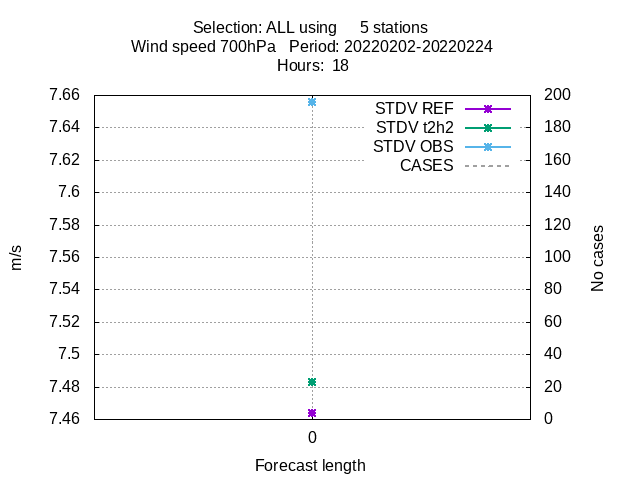 Selection: ALL using      5 stations
Wind speed 700hPa   Period: 20220202-20220224
Hours:  18
7.66
7.64
7.62
7.6
7.58
7.56
7.54
7.52
7.5
7.48
7.46
m/s
STDV REF
STDV t2h2
STDV OBS
CASES
200
180
160
140
120
100
80
60
40
20
0
No cases
0
Forecast length